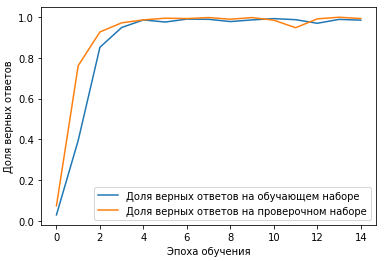 1.0
0.8
0.6
0.4
0.2
0.0
Доля верных ответов
Доля верных ответов на обучающем наборе
Доля верных ответов на проверочном наборе
0 2 4 6 8 10 12 14
Эпоха обучения